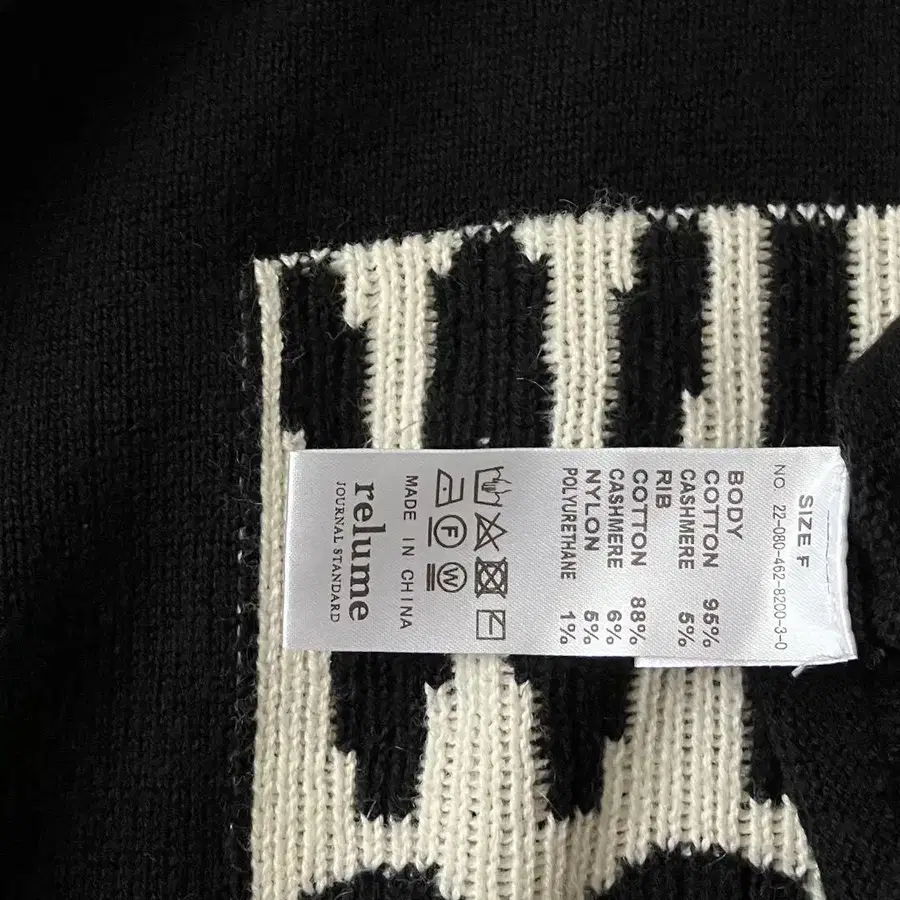 SIZE F
NO 22-080-462-8200-3-0
BODY
COTTON 95%
CASHMERE 5%
RIB
COTTON 88%
CASHMERE 6%
NYLON 5%
POLYURETHANE 1%
F W
MADE IN CHINA
relume
JOURNAL STANDARD